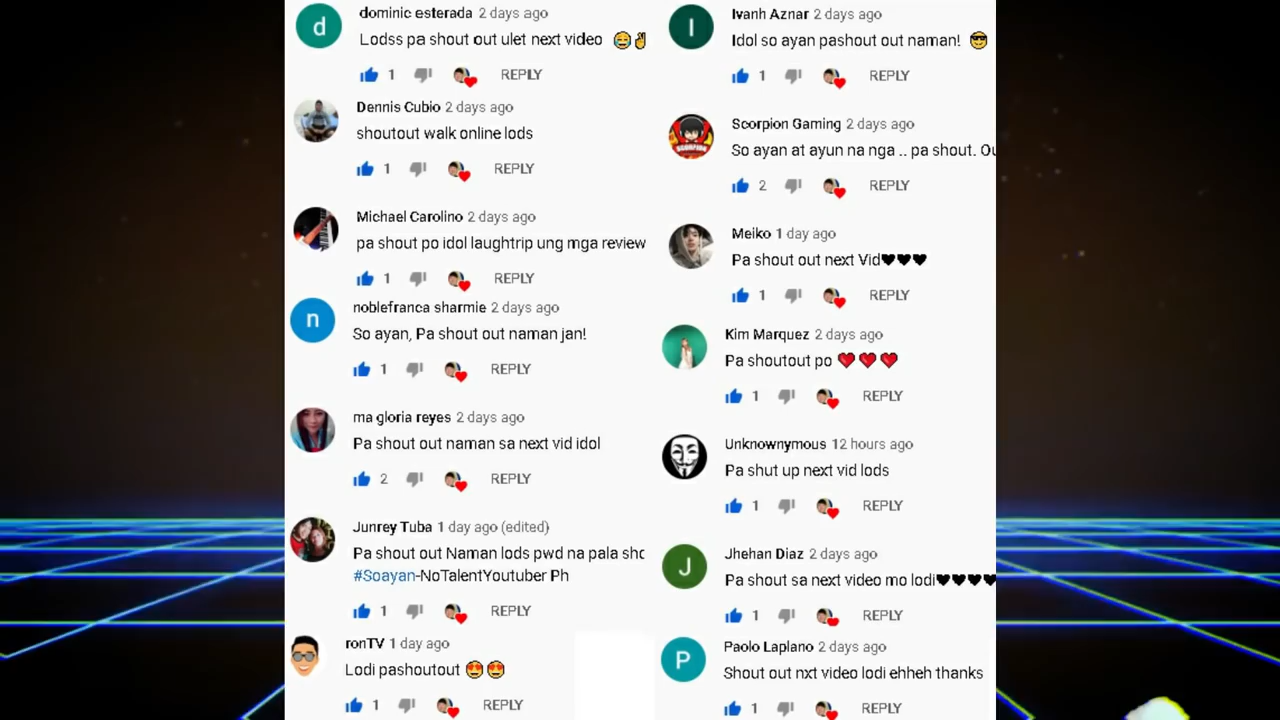 dominic esterada 2 days ago
Lodss pa shout out ulet next video 😂✌
1 REPLY
Dennis Cubio 2 days ago
shoutout walk online lods
1 REPLY
Michael Carolino 2 days ago
pa shout po idol laughtrip ung mga review
1 REPLY
noblefranca sharmie 2 days ago
So ayan, Pa shout out naman jan!
1 REPLY
ma gloria reyes 2 days ago
Pa shout out naman sa next vid idol
2 REPLY
Junrey Tuba 1 day ago (edited)
Pa shout out Naman lods pwd na pala
#Soayan-NoTalentYoutuber Ph
1 REPLY
ronTV 1 day ago
Lodi pashoutout 😍😍
1 REPLY
Ivanh Aznar 2 days ago
Idol so ayan pashout out naman! 😎
1 REPLY
Scorpion Gaming 2 days ago
So ayan at ayun na nga .. pa shout.
2 REPLY
Meiko 1 day ago
Pa shout out next Vid🖤🖤🖤
1 REPLY
Kim Marquez 2 days ago
Pa shoutout po ❤❤❤
1 REPLY
Unknownymous 12 hours ago
Pa shut up next vid lods
1 REPLY
Jhehan Diaz 2 days ago
Pa shout sa next video mo lodi🖤🖤🖤🖤
1 REPLY
Paolo Laplano 2 days ago
Shout out nxt video lodi ehheh thanks
1 REPLY